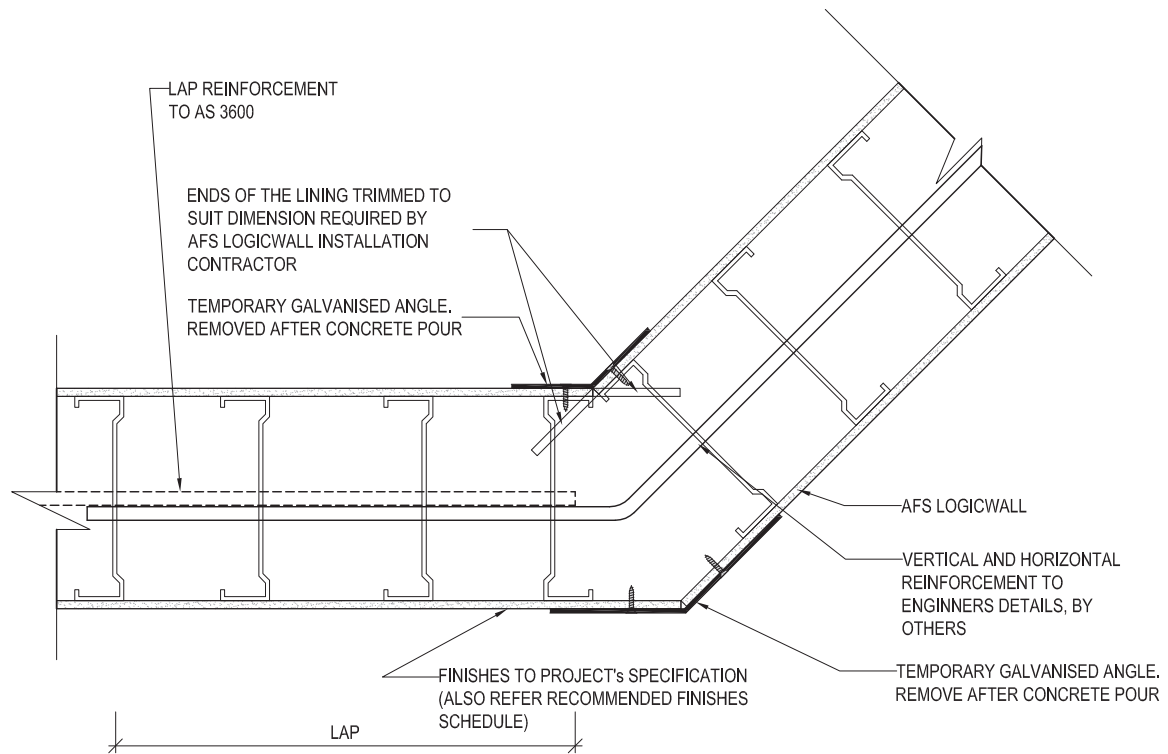 LAP REINFORCEMENT
TO AS 3600
ENDS OF THE LINING TRIMMED TO
SUIT DIMENSION REQUIRED BY
AFS LOGICWALL INSTALLATION
CONTRACTOR
TEMPORARY GALVANISED ANGLE.
REMOVED AFTER CONCRETE POUR
AFS LOGICWALL
VERTICAL AND HORIZONTAL
REINFORCEMENT TO
ENGINNERS DETAILS, BY
OTHERS
TEMPORARY GALVANISED ANGLE.
REMOVE AFTER CONCRETE POUR
FINISHES TO PROJECT's SPECIFICATION
(ALSO REFER RECOMMENDED FINISHES
SCHEDULE)
LAP